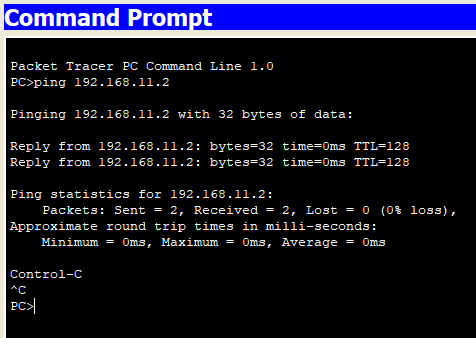 Command Prompt
Packet Tracer PC Command Line 1.0
PC>ping 192.168.11.2
Pinging 192.168.11.2 with 32 bytes of data:
Reply from 192.168.11.2: bytes=32 time=0ms TTL=128
Reply from 192.168.11.2: bytes=32 time=0ms TTL=128
Ping statistics for 192.168.11.2:
    Packets: Sent = 2, Received = 2, Lost = 0 (0% loss),
Approximate round trip times in milli-seconds:
    Minimum = 0ms, Maximum = 0ms, Average = 0ms
Control-C
^C
PC>